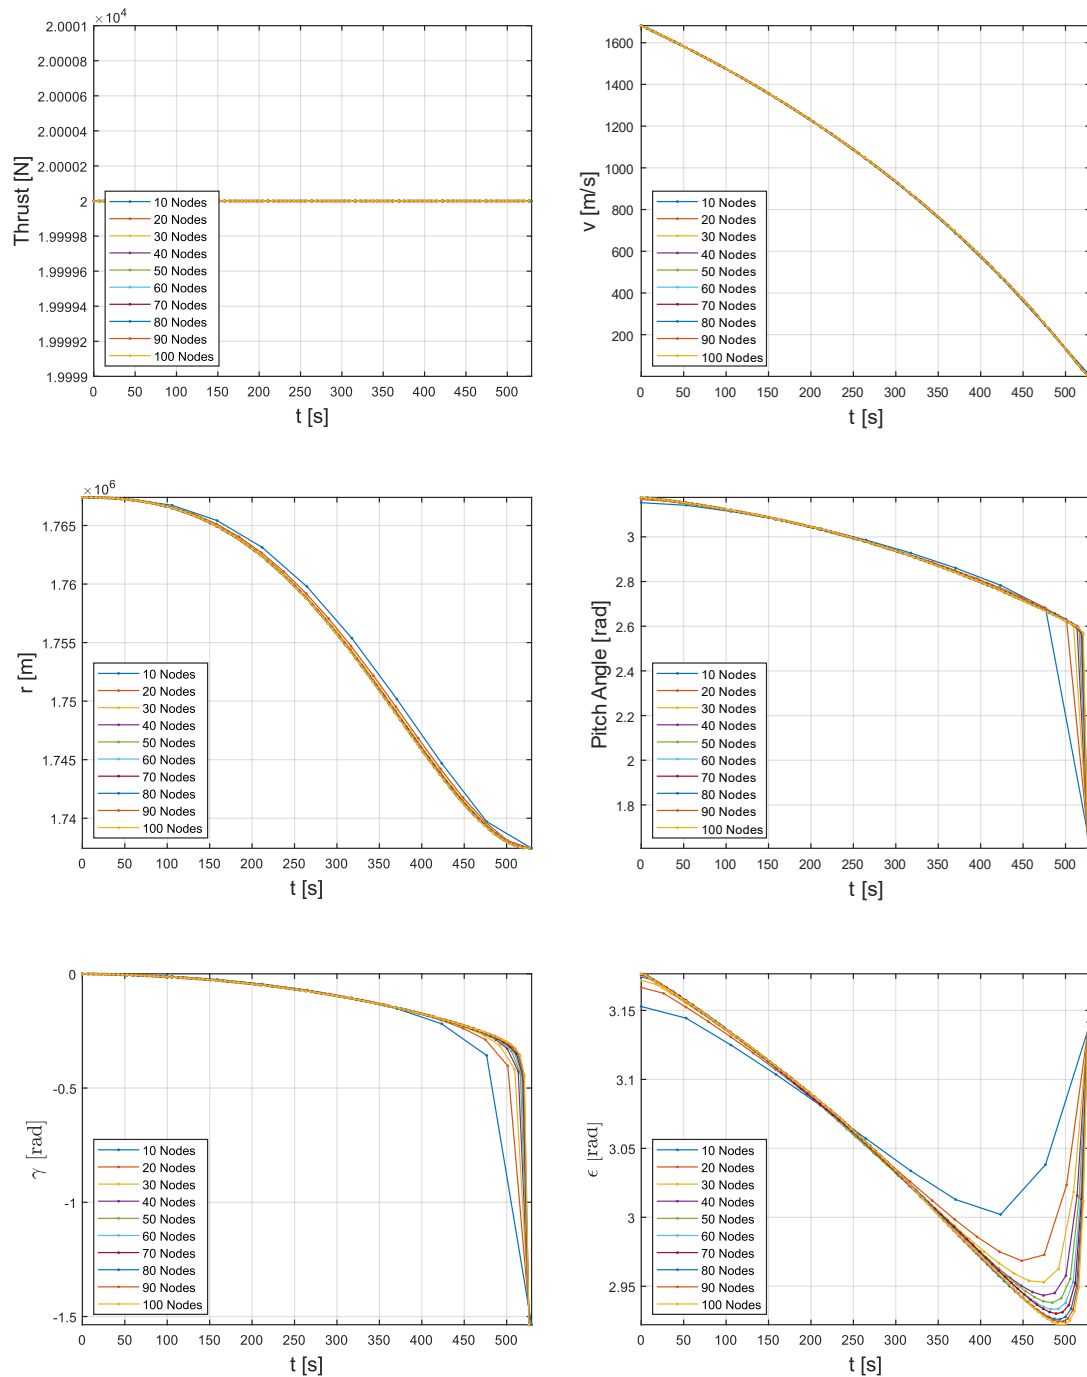 ×10⁴
2.0001
2.00008
2.00006
2.00004
2.00002
2
1.99998
1.99996
1.99994
1.99992
1.9999
Thrust [N]
10 Nodes
20 Nodes
30 Nodes
40 Nodes
50 Nodes
60 Nodes
70 Nodes
80 Nodes
90 Nodes
100 Nodes
0 50 100 150 200 250 300 350 400 450 500
t [s]
1600
1400
1200
1000
800
600
400
200
v [m/s]
10 Nodes
20 Nodes
30 Nodes
40 Nodes
50 Nodes
60 Nodes
70 Nodes
80 Nodes
90 Nodes
100 Nodes
0 50 100 150 200 250 300 350 400 450 500
t [s]
×10⁶
1.765
1.76
1.755
1.75
1.745
1.74
r [m]
10 Nodes
20 Nodes
30 Nodes
40 Nodes
50 Nodes
60 Nodes
70 Nodes
80 Nodes
90 Nodes
100 Nodes
0 50 100 150 200 250 300 350 400 450 500
t [s]
3
2.8
2.6
2.4
2.2
2
1.8
Pitch Angle [rad]
10 Nodes
20 Nodes
30 Nodes
40 Nodes
50 Nodes
60 Nodes
70 Nodes
80 Nodes
90 Nodes
100 Nodes
0 50 100 150 200 250 300 350 400 450 500
t [s]
0
-0.5
-1
-1.5
γ [rad]
10 Nodes
20 Nodes
30 Nodes
40 Nodes
50 Nodes
60 Nodes
70 Nodes
80 Nodes
90 Nodes
100 Nodes
0 50 100 150 200 250 300 350 400 450 500
t [s]
3.15
3.1
3.05
3
2.95
ϵ [rad]
10 Nodes
20 Nodes
30 Nodes
40 Nodes
50 Nodes
60 Nodes
70 Nodes
80 Nodes
90 Nodes
100 Nodes
0 50 100 150 200 250 300 350 400 450 500
t [s]